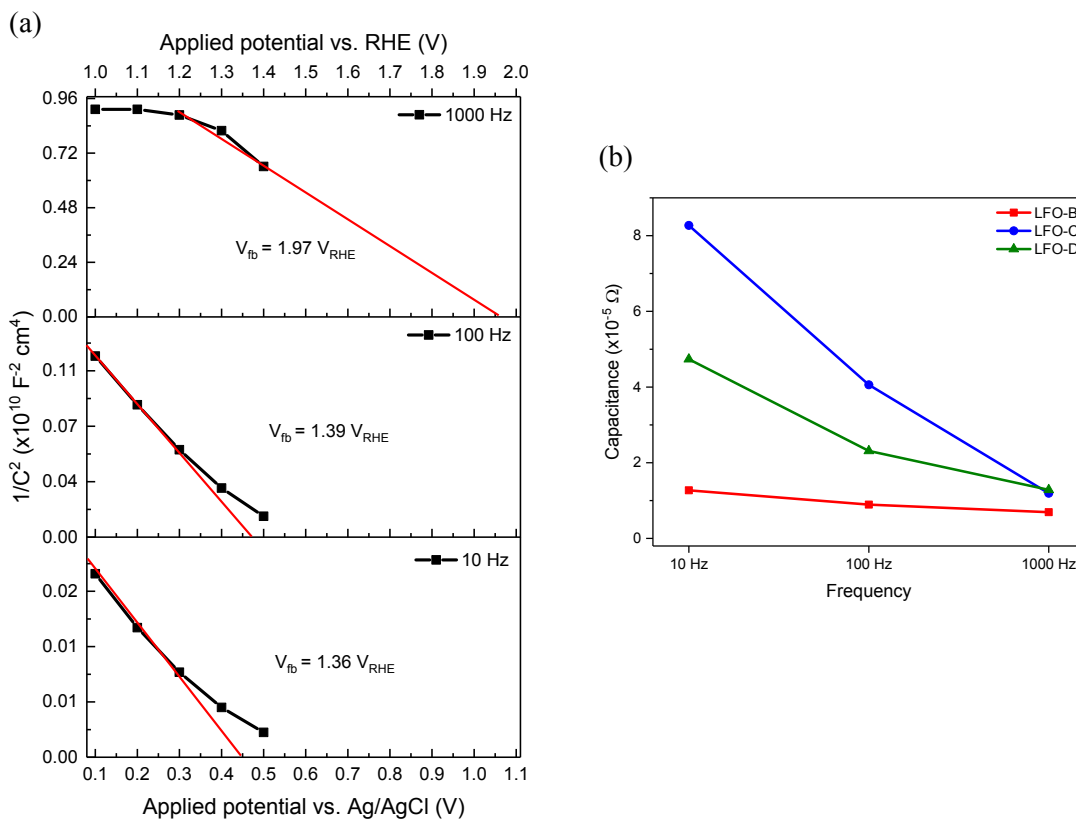 (a)
Applied potential vs. RHE (V)
1.0 1.1 1.2 1.3 1.4 1.5 1.6 1.7 1.8 1.9 2.0
0.96
1000 Hz
0.72
0.48
V_fb = 1.97 V_RHE
0.24
0.00
100 Hz
0.11
0.07
V_fb = 1.39 V_RHE
0.04
0.00
1/C² (x10¹⁰ F⁻² cm⁴)
10 Hz
0.02
0.01
V_fb = 1.36 V_RHE
0.01
0.00
0.1 0.2 0.3 0.4 0.5 0.6 0.7 0.8 0.9 1.0 1.1
Applied potential vs. Ag/AgCl (V)
(b)
LFO-B
LFO-C
LFO-D
8
6
4
2
0
Capacitance (x10⁻⁵ Ω)
10 Hz 100 Hz 1000 Hz
Frequency